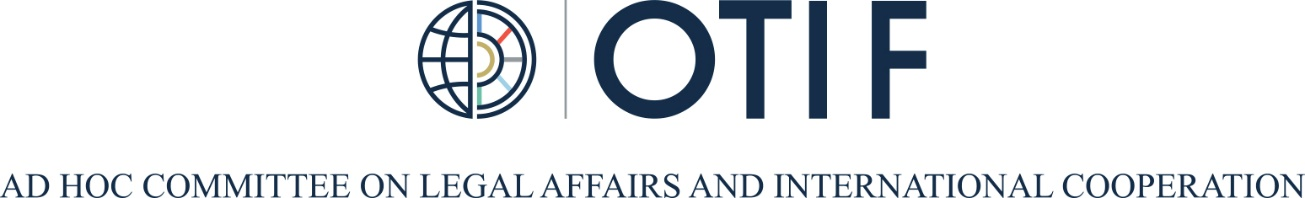 OTIF
AD HOC COMMITTEE ON LEGAL AFFAIRS AND INTERNATIONAL COOPERATION